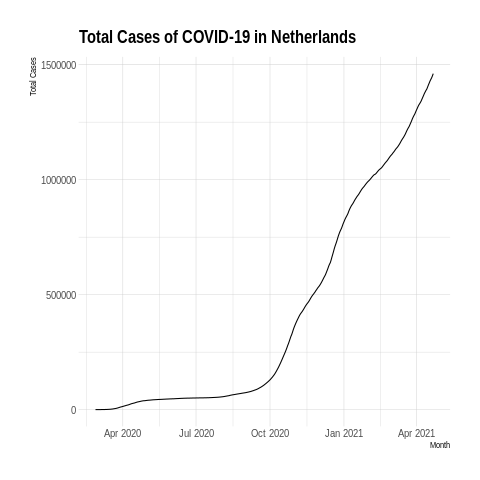 Total Cases of COVID-19 in Netherlands
Total Cases
1500000
1000000
500000
0
Apr 2020 Jul 2020 Oct 2020 Jan 2021 Apr 2021
Month